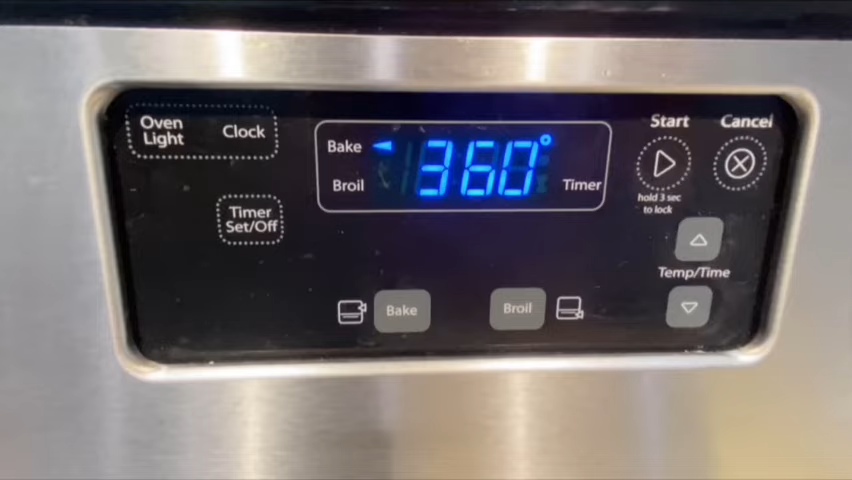 Oven
Light
Clock
Timer
Set/Off
Bake
Broil
360°
Timer
Start
hold 3 sec
to lock
Cancel
Temp/Time
Bake
Broil